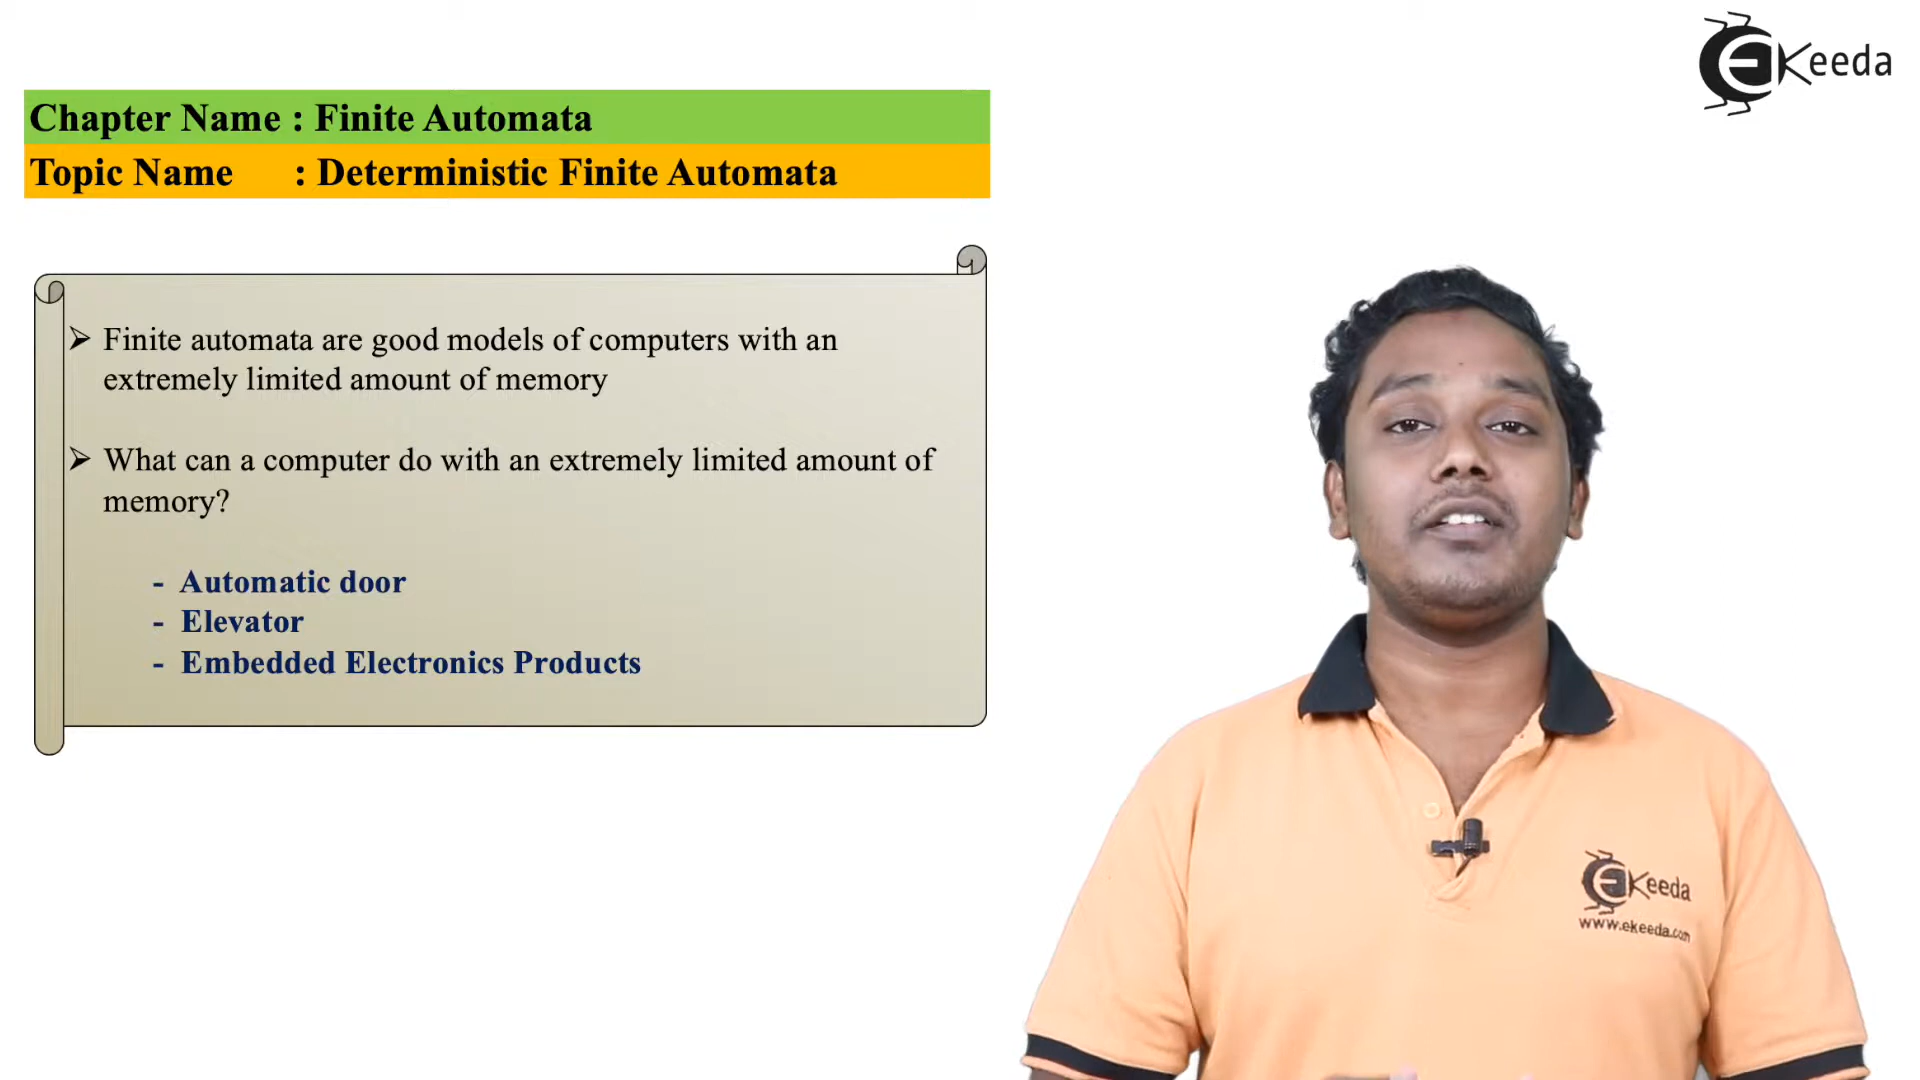 EKeeda
Chapter Name : Finite Automata
Topic Name : Deterministic Finite Automata
➢ Finite automata are good models of computers with an
extremely limited amount of memory
➢ What can a computer do with an extremely limited amount of
memory?
- Automatic door
- Elevator
- Embedded Electronics Products
EKeeda
www.ekeeda.com